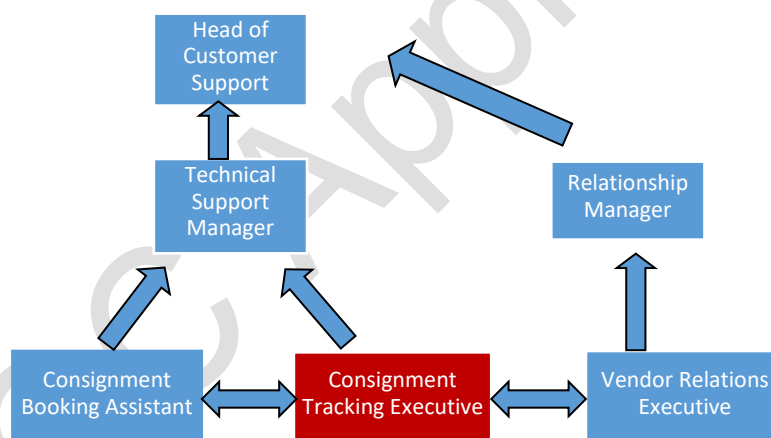 Head of
Customer
Support
Technical
Support
Manager
Relationship
Manager
Consignment
Booking Assistant
Consignment
Tracking Executive
Vendor Relations
Executive